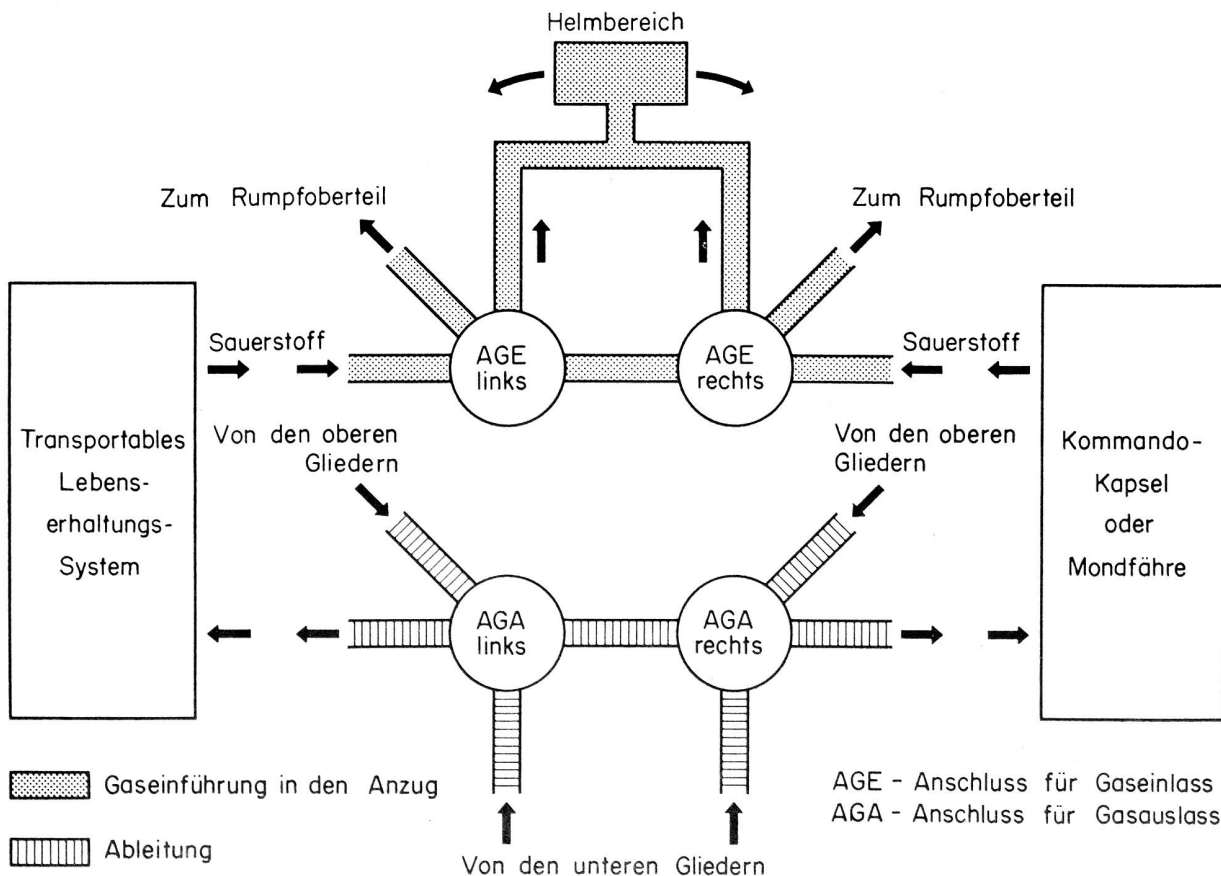 Helmbereich
Zum Rumpfoberteil
Zum Rumpfoberteil
Sauerstoff
AGE
links
AGE
rechts
Sauerstoff
Transportables
Lebens-
erhaltungs-
System
Von den oberen
Gliedern
Von den oberen
Gliedern
Kommando-
Kapsel
oder
Mondfähre
AGA
links
AGA
rechts
Gaseinführung in den Anzug
Ableitung
AGE - Anschluss für Gaseinlass
AGA - Anschluss für Gasauslass
Von den unteren Gliedern